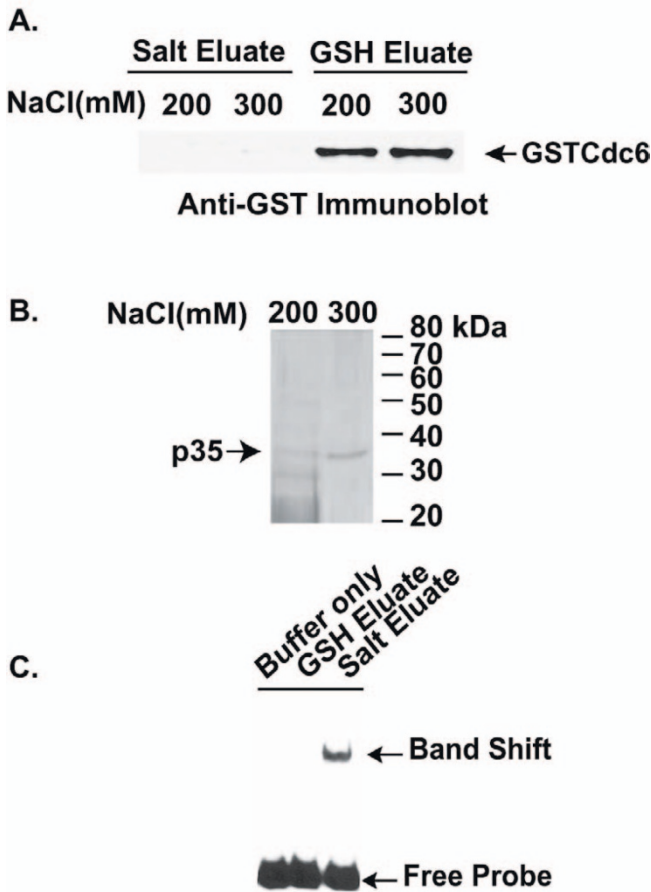 A.
Salt Eluate GSH Eluate
NaCl(mM) 200 300 200 300
GSTCdc6
Anti-GST Immunoblot
B.
NaCl(mM) 200 300
80 kDa
70
60
50
40
p35
30
20
Buffer only
GSH Eluate
Salt Eluate
C.
Band Shift
Free Probe